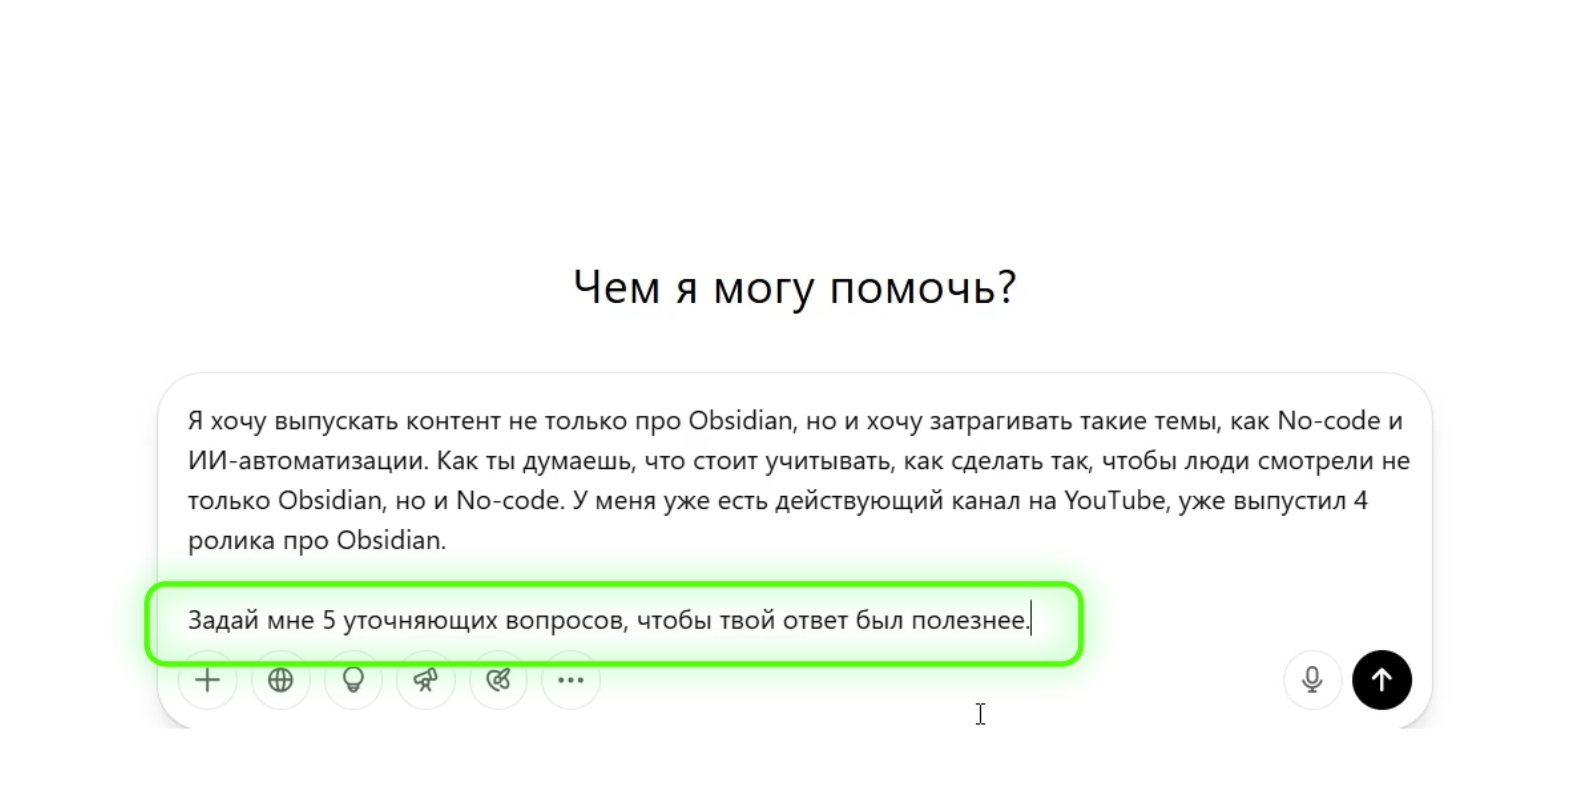 Чем я могу помочь?
Я хочу выпускать контент не только про Obsidian, но и хочу затрагивать такие темы, как No-code и
ИИ-автоматизации. Как ты думаешь, что стоит учитывать, как сделать так, чтобы люди смотрели не
только Obsidian, но и No-code. У меня уже есть действующий канал на YouTube, уже выпустил 4
ролика про Obsidian.
Задай мне 5 уточняющих вопросов, чтобы твой ответ был полезнее.